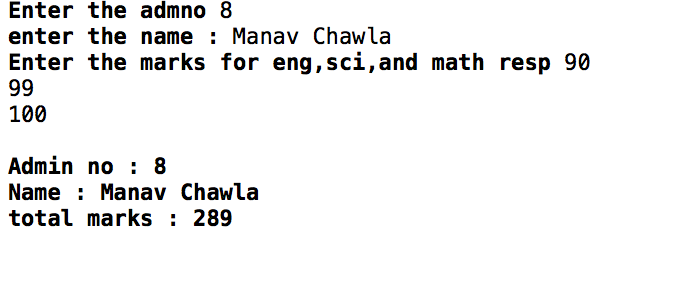 Enter the admno 8
enter the name : Manav Chawla
Enter the marks for eng,sci,and math resp 90
99
100
Admin no : 8
Name : Manav Chawla
total marks : 289